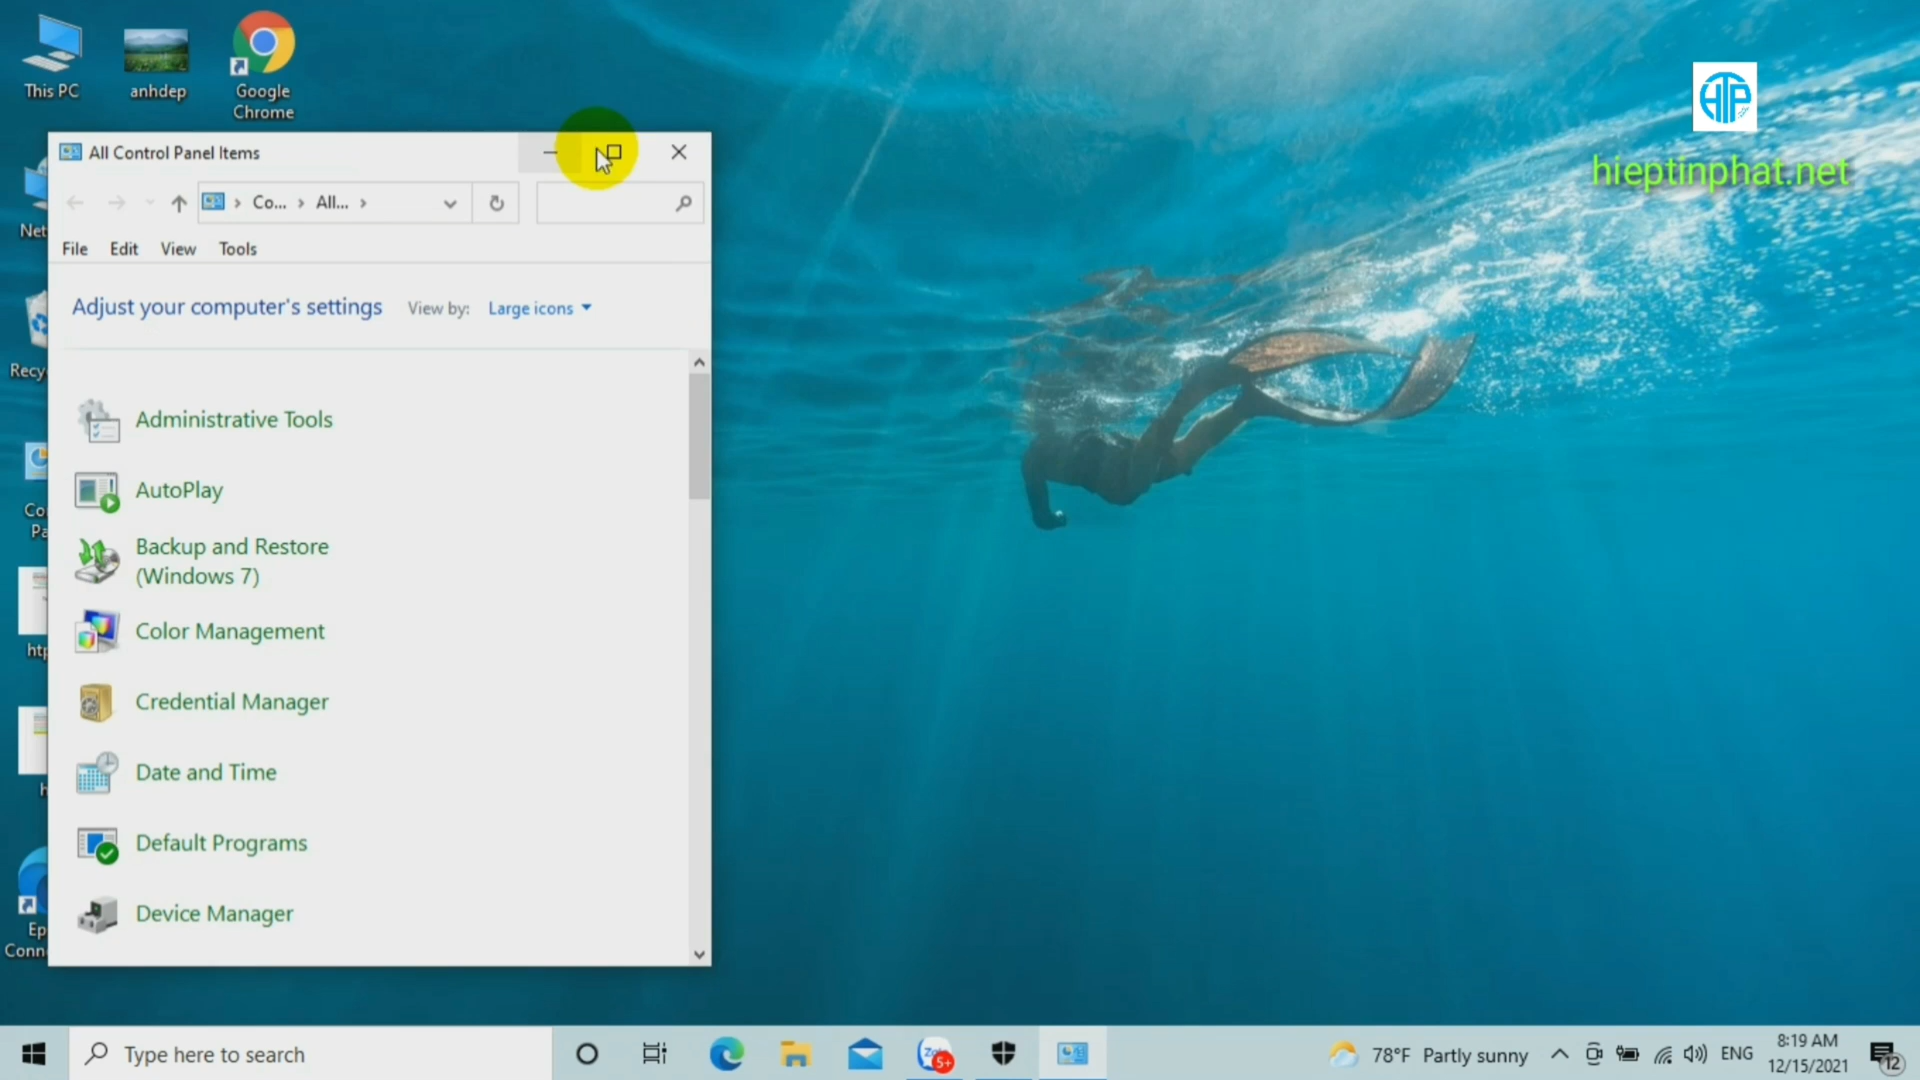 This PC
anhdep
Google
Chrome
hieptinphat.net
All Control Panel Items
Co...
All...
File
Edit
View
Tools
Adjust your computer's settings
View by:
Large icons
Administrative Tools
AutoPlay
Backup and Restore
(Windows 7)
Color Management
Credential Manager
Date and Time
Default Programs
Device Manager
Net
Recy
Co
Pa
htp
h
Ep
Conn
Type here to search
5+
78°F Partly sunny
ENG
8:19 AM
12/15/2021
12